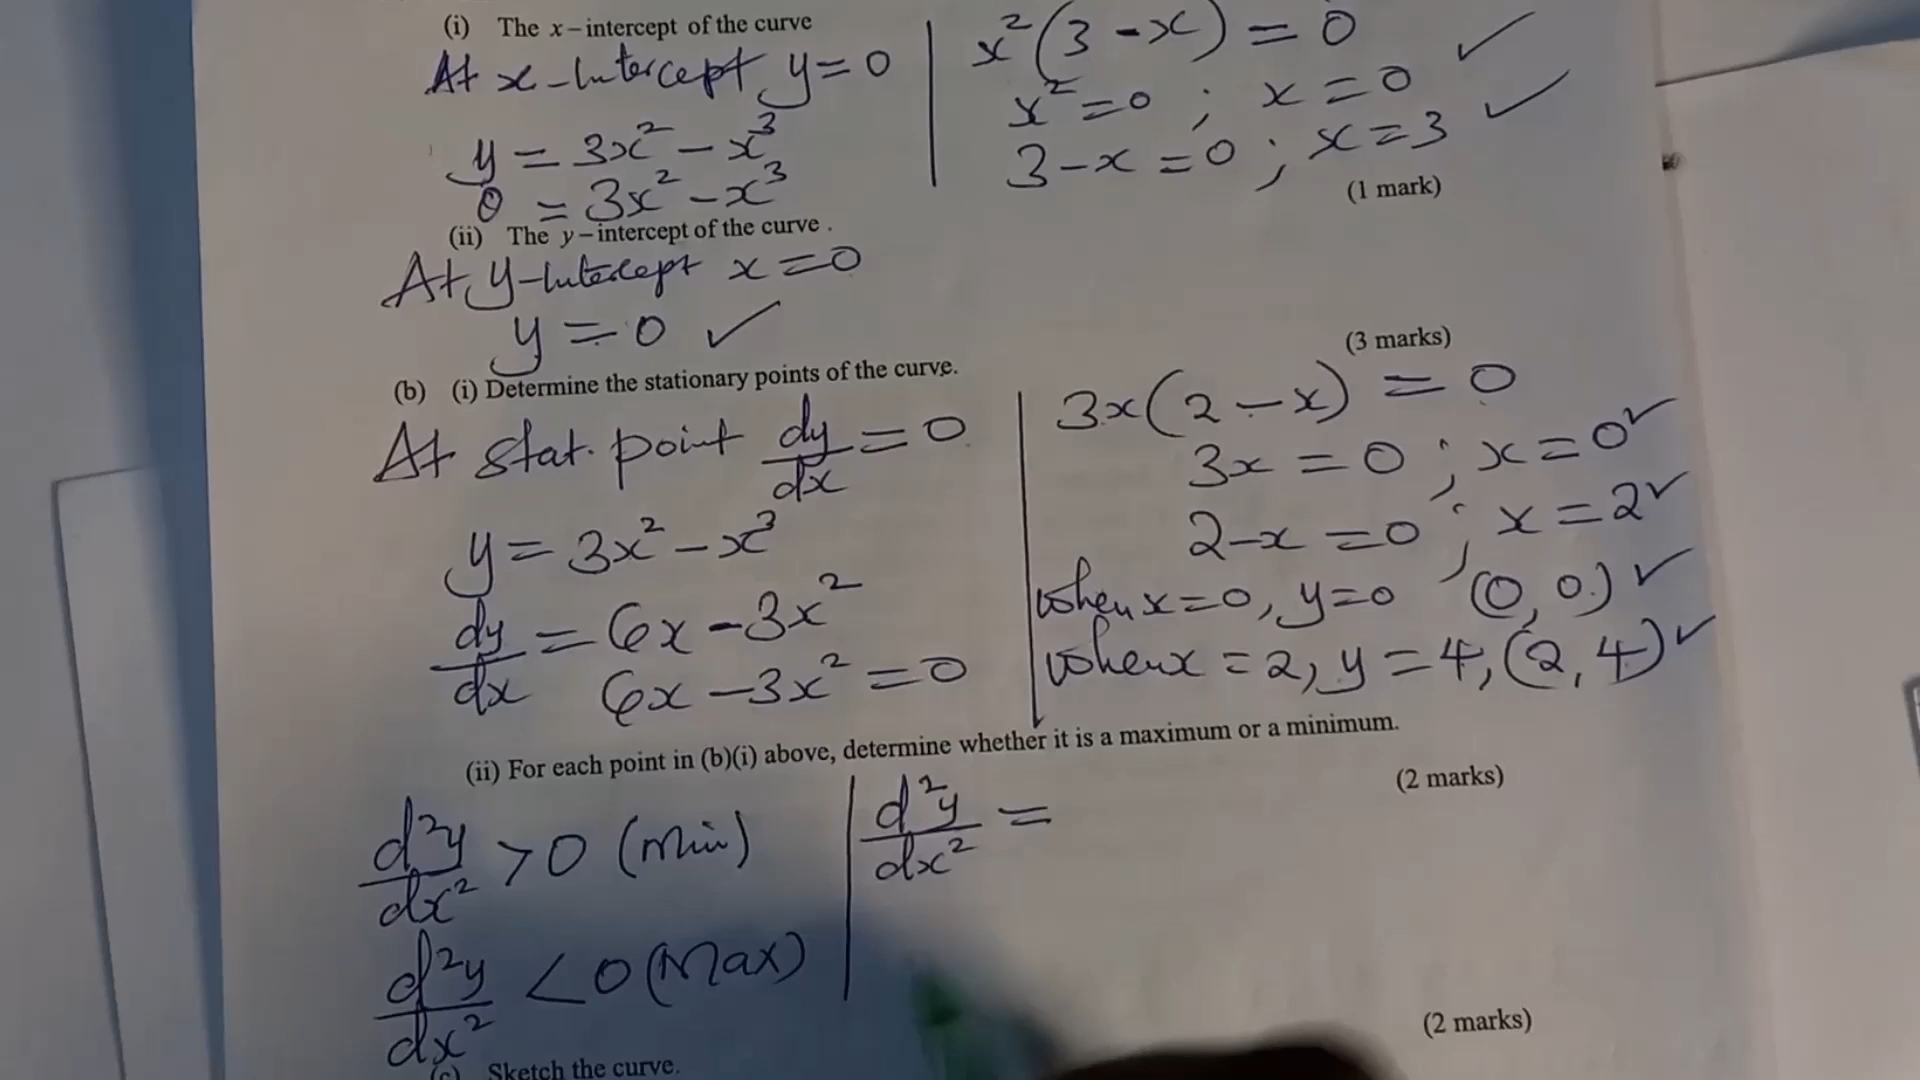 (i) The x – intercept of the curve
At x-Intercept y = 0
y = 3x² – x³
0 = 3x² – x³
x²(3 – x) = 0
x² = 0 ; x = 0 ✓
3 – x = 0 ; x = 3 ✓
(1 mark)
(ii) The y – intercept of the curve .
At y-Intercept x = 0
y = 0 ✓
(3 marks)
(b) (i) Determine the stationary points of the curve.
At stat. point dy/dx = 0
y = 3x² – x³
dy/dx = 6x – 3x²
6x – 3x² = 0
3x(2 – x) = 0
3x = 0 ; x = 0 ✓
2 – x = 0 ; x = 2 ✓
when x = 0, y = 0 (0, 0) ✓
when x = 2, y = 4, (2, 4) ✓
(ii) For each point in (b)(i) above, determine whether it is a maximum or a minimum.
(2 marks)
d²y/dx² > 0 (Min)
d²y/dx² < 0 (Max)
d²y/dx² =
(2 marks)
(c) Sketch the curve.